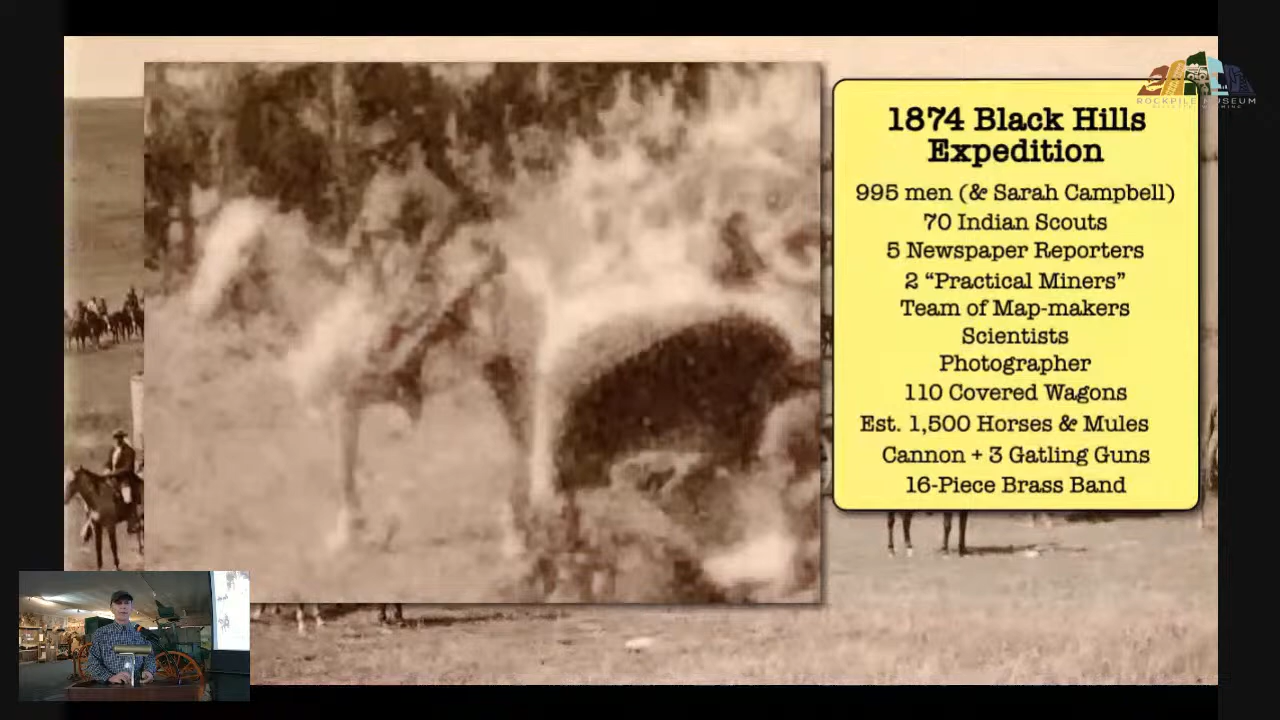 1874 Black Hills
Expedition
995 men (& Sarah Campbell)
70 Indian Scouts
5 Newspaper Reporters
2 “Practical Miners”
Team of Map-makers
Scientists
Photographer
110 Covered Wagons
Est. 1,500 Horses & Mules
Cannon + 3 Gatling Guns
16-Piece Brass Band
ROCKPILE MUSEUM